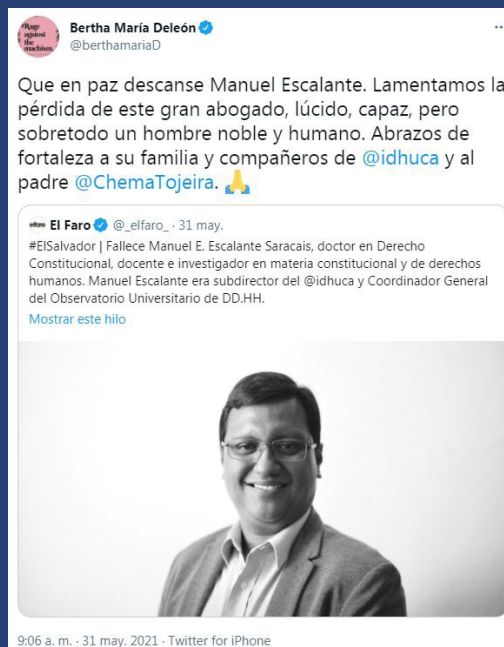 "Rage
against
the
machism.
Bertha María Deleón
@berthamariaD
Que en paz descanse Manuel Escalante. Lamentamos la
pérdida de este gran abogado, lúcido, capaz, pero
sobretodo un hombre noble y humano. Abrazos de
fortaleza a su familia y compañeros de @idhuca y al
padre @ChemaTojeira. 🙏
El Faro @_elfaro_ · 31 may.
#ElSalvador | Fallece Manuel E. Escalante Saracais, doctor en Derecho
Constitucional, docente e investigador en materia constitucional y de derechos
humanos. Manuel Escalante era subdirector del @idhuca y Coordinador General
del Observatorio Universitario de DD.HH.
Mostrar este hilo
9:06 a. m. · 31 may. 2021 · Twitter for iPhone